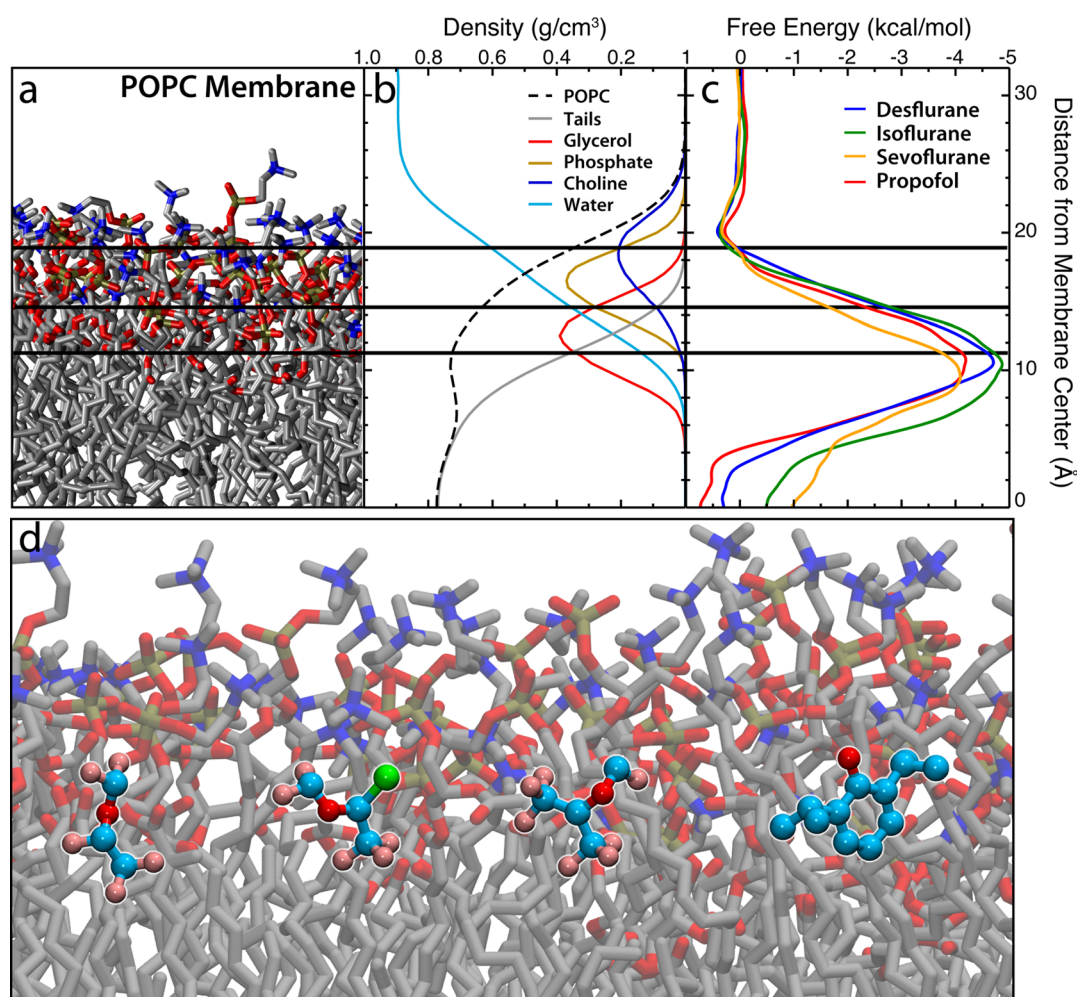 Density (g/cm³) Free Energy (kcal/mol)
1.0 0.8 0.6 0.4 0.2 1 0 -1 -2 -3 -4 -5
a POPC Membrane b c
POPC
Tails
Glycerol
Phosphate
Choline
Water
Desflurane
Isoflurane
Sevoflurane
Propofol
30
20
10
0
Distance from Membrane Center (Å)
d